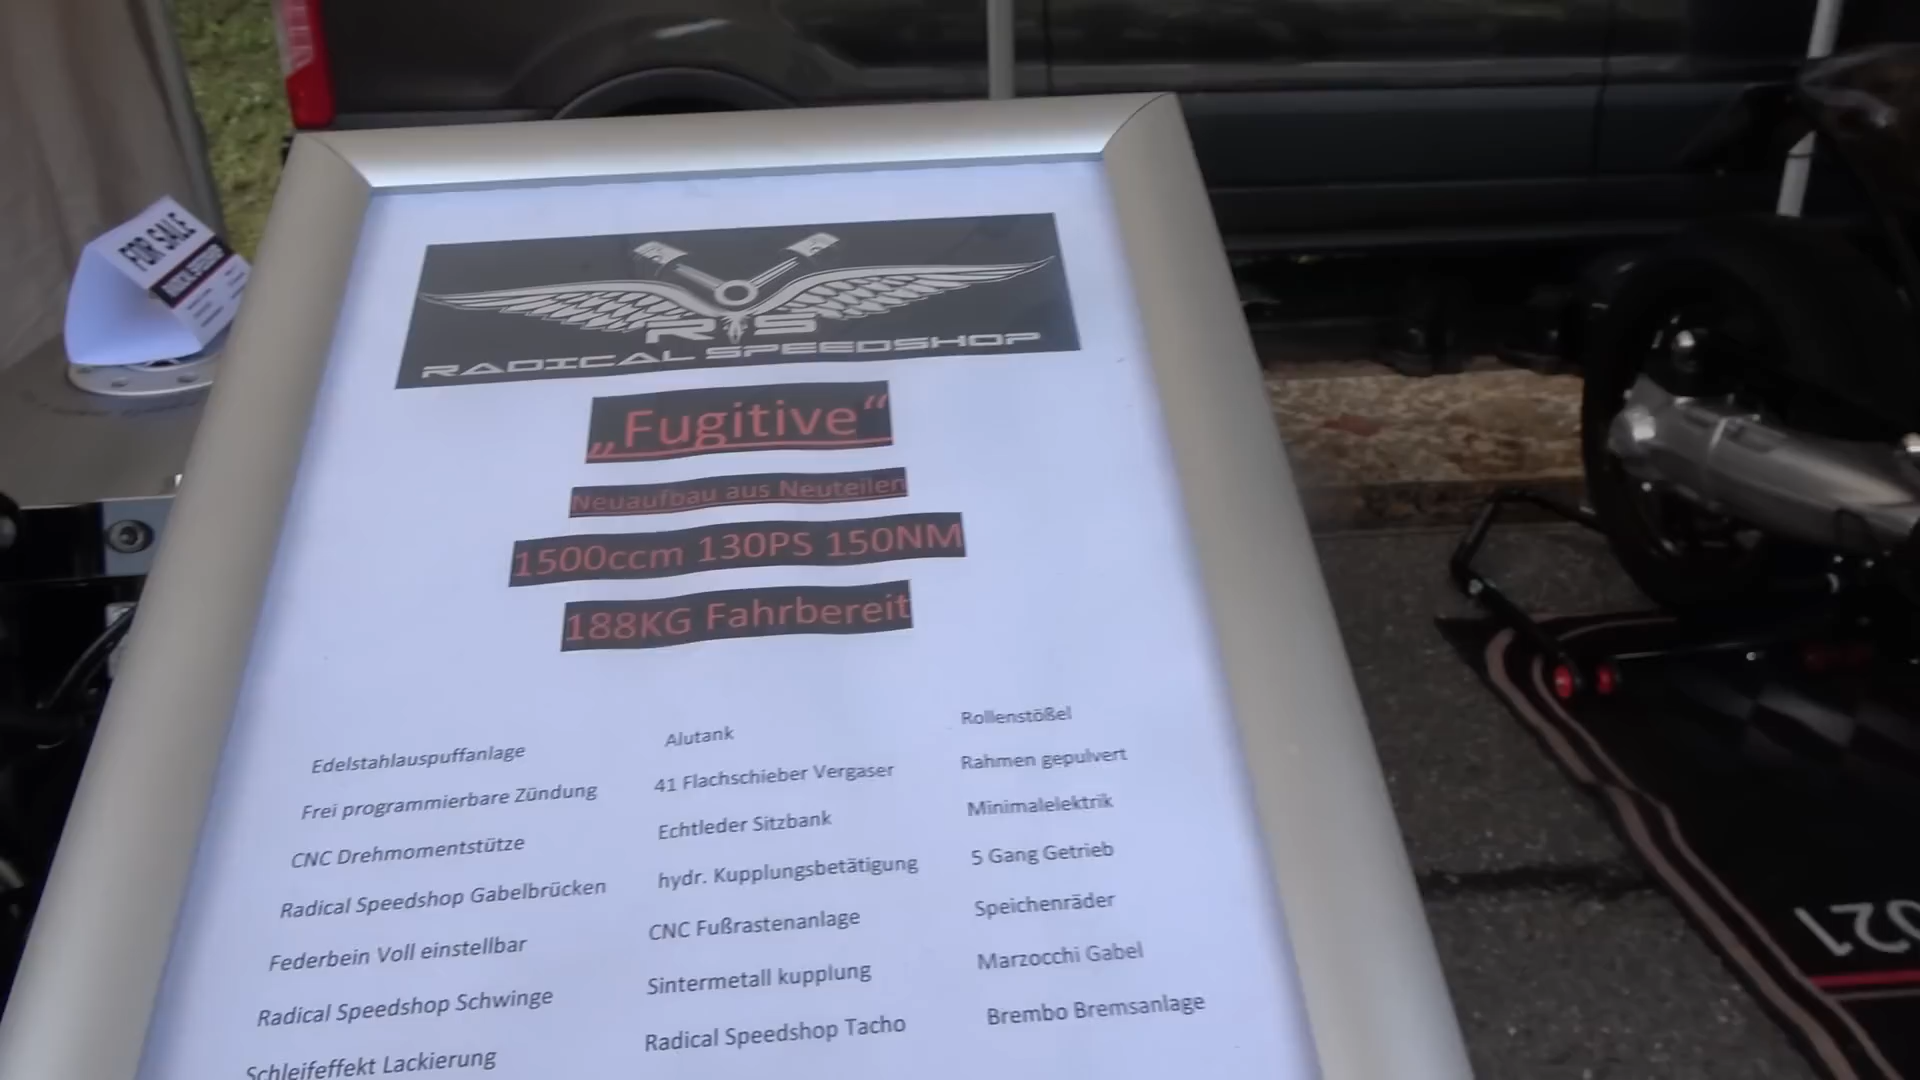 FOR SALE
RADICAL SPEEDSHOP
R S
RADICAL SPEEDSHOP
„Fugitive“
Neuaufbau aus Neuteilen
1500ccm 130PS 150NM
188KG Fahrbereit
Edelstahlauspuffanlage
Frei programmierbare Zündung
CNC Drehmomentstütze
Radical Speedshop Gabelbrücken
Federbein Voll einstellbar
Radical Speedshop Schwinge
Schleifeffekt Lackierung
Alutank
41 Flachschieber Vergaser
Echtleder Sitzbank
hydr. Kupplungsbetätigung
CNC Fußrastenanlage
Sintermetall kupplung
Radical Speedshop Tacho
Rollenstößel
Rahmen gepulvert
Minimalelektrik
5 Gang Getrieb
Speichenräder
Marzocchi Gabel
Brembo Bremsanlage